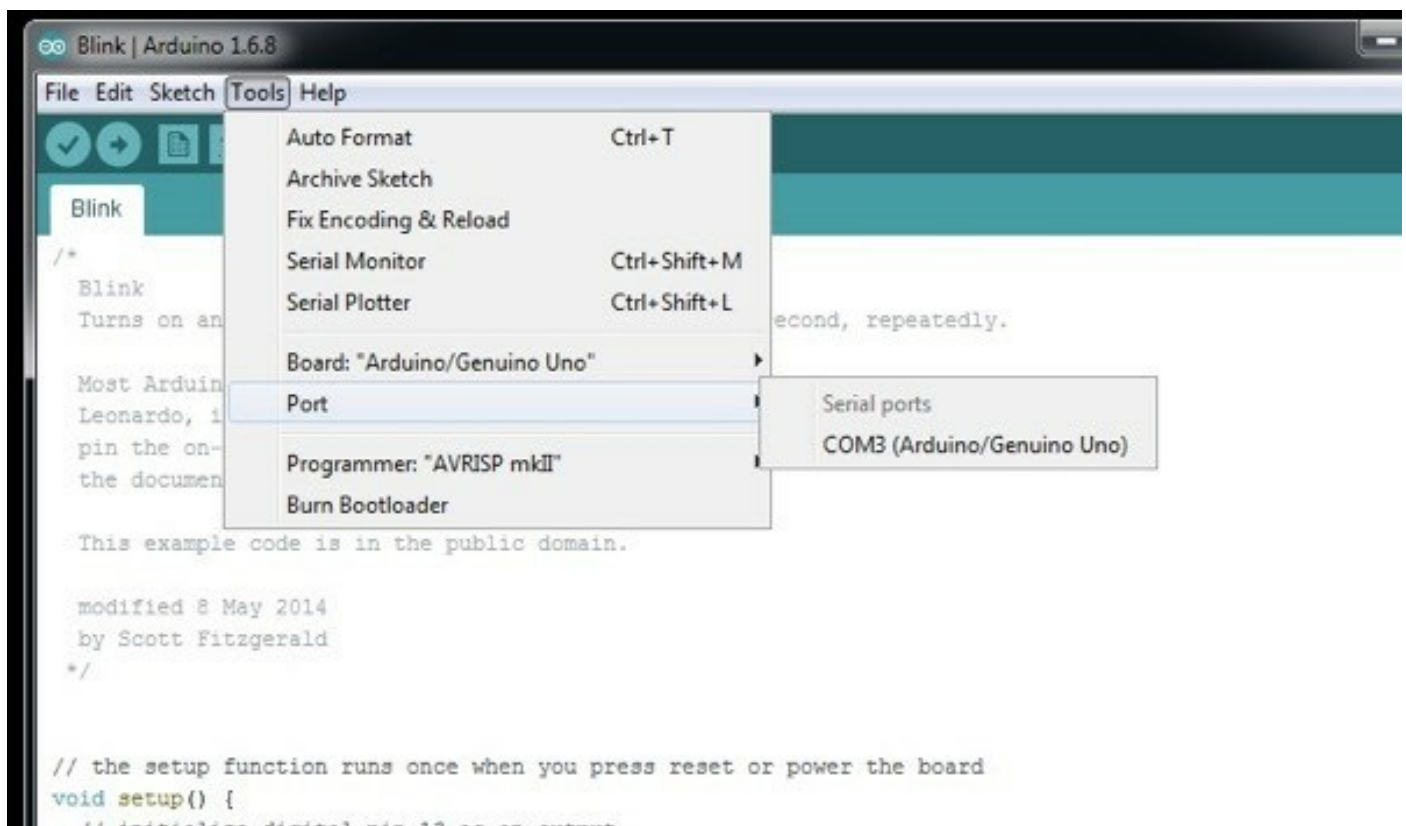 Blink | Arduino 1.6.8
File Edit Sketch Tools Help
Blink
Auto Format Ctrl+T
Archive Sketch
Fix Encoding & Reload
Serial Monitor Ctrl+Shift+M
Serial Plotter Ctrl+Shift+L
Board: "Arduino/Genuino Uno"
Port
Programmer: "AVRISP mkII"
Burn Bootloader
Serial ports
COM3 (Arduino/Genuino Uno)
/*
Blink
Turns on an econd, repeatedly.
Most Arduin
Leonardo, i
pin the on-
the documen
This example code is in the public domain.
modified 8 May 2014
by Scott Fitzgerald
*/
// the setup function runs once when you press reset or power the board
void setup() {